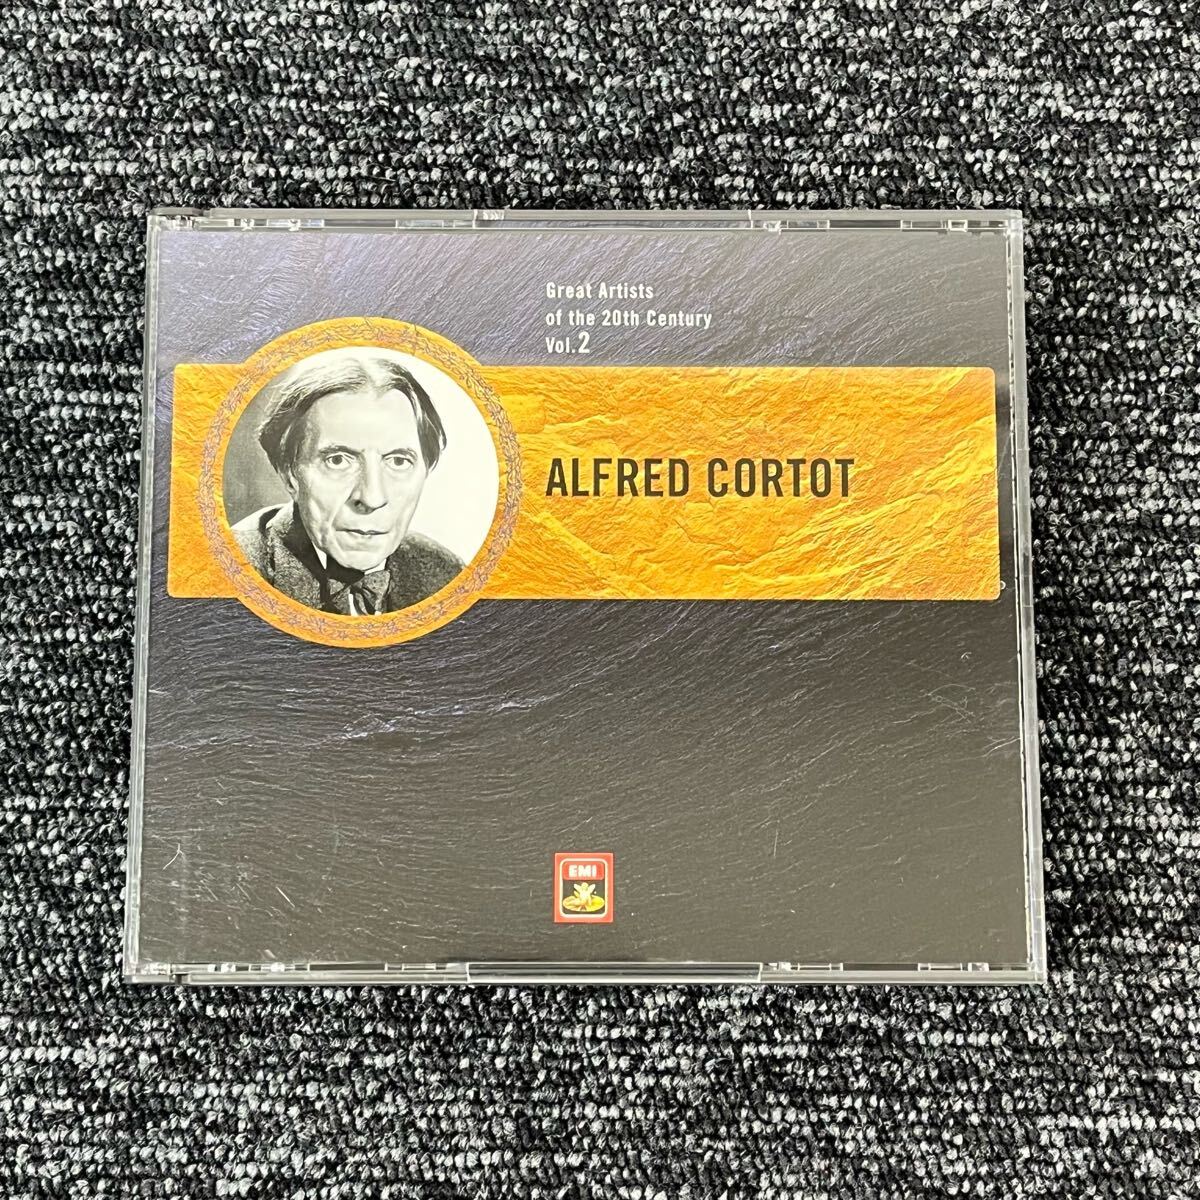 Great Artists
of the 20th Century
Vol.2
ALFRED CORTOT
EMI